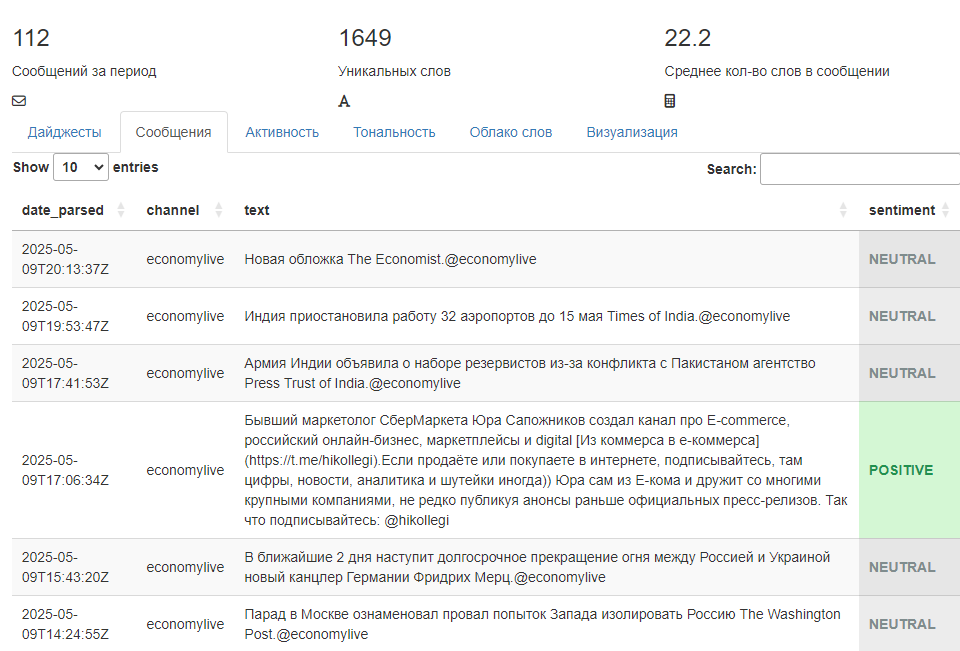 112
1649
22.2
Сообщений за период
Уникальных слов
Среднее кол-во слов в сообщении
Дайджесты
Сообщения
Активность
Тональность
Облако слов
Визуализация
Show 10 entries
Search:
date_parsed
channel
text
sentiment
2025-05-
09T20:13:37Z
economylive
Новая обложка The Economist.@economylive
NEUTRAL
2025-05-
09T19:53:47Z
economylive
Индия приостановила работу 32 аэропортов до 15 мая Times of India.@economylive
NEUTRAL
2025-05-
09T17:41:53Z
economylive
Армия Индии объявила о наборе резервистов из-за конфликта с Пакистаном агентство
Press Trust of India.@economylive
NEUTRAL
2025-05-
09T17:06:34Z
economylive
Бывший маркетолог СберМаркета Юра Сапожников создал канал про E-commerce,
российский онлайн-бизнес, маркетплейсы и digital [Из коммерса в е-коммерса]
(https://t.me/hikollegi).Если продаёте или покупаете в интернете, подписывайтесь, там
цифры, новости, аналитика и шутейки иногда)) Юра сам из Е-кома и дружит со многими
крупными компаниями, не редко публикуя анонсы раньше официальных пресс-релизов. Так
что подписывайтесь: @hikollegi
POSITIVE
2025-05-
09T15:43:20Z
economylive
В ближайшие 2 дня наступит долгосрочное прекращение огня между Россией и Украиной
новый канцлер Германии Фридрих Мерц.@economylive
NEUTRAL
2025-05-
09T14:24:55Z
economylive
Парад в Москве ознаменовал провал попыток Запада изолировать Россию The Washington
Post.@economylive
NEUTRAL